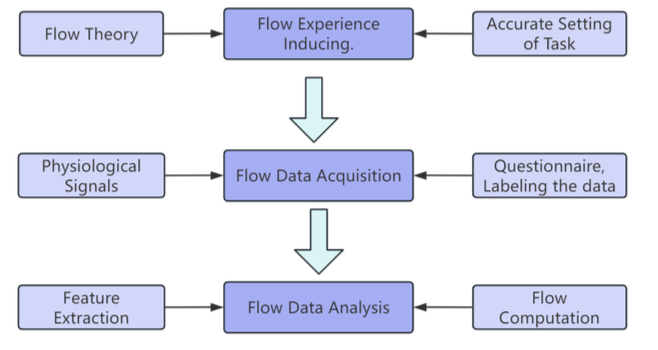 Flow Theory
Flow Experience
Inducing.
Accurate Setting
of Task
Physiological
Signals
Flow Data Acquisition
Questionnaire,
Labeling the data
Feature
Extraction
Flow Data Analysis
Flow
Computation